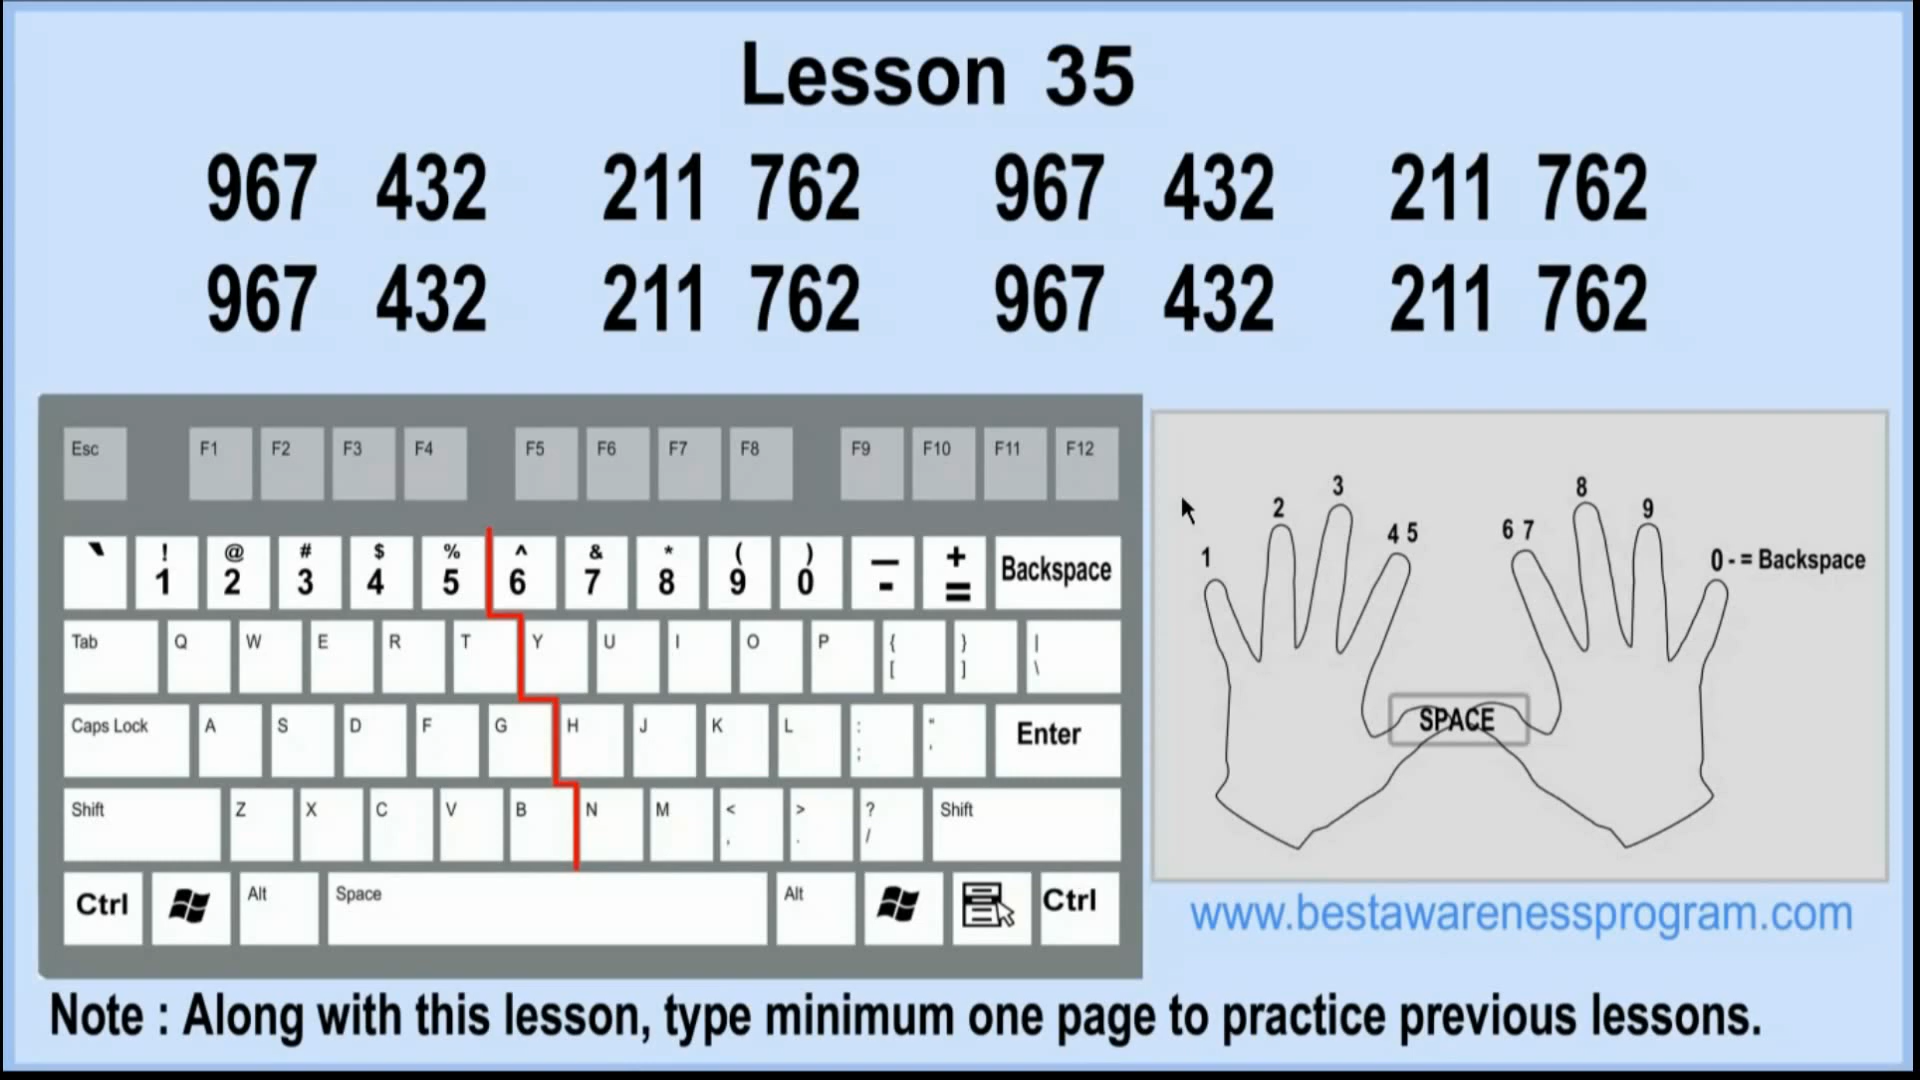 Lesson 35
967 432 211 762 967 432 211 762
967 432 211 762 967 432 211 762
Esc F1 F2 F3 F4 F5 F6 F7 F8 F9 F10 F11 F12
` ! @ # $ % ^ & * ( ) — + Backspace
1 2 3 4 5 6 7 8 9 0 - =
Tab Q W E R T Y U I O P { } |
[ ] \
Caps Lock A S D F G H J K L : " Enter
; '
Shift Z X C V B N M < > ? Shift
, . /
Ctrl Alt Space Alt Ctrl
1 2 3 4 5 6 7 8 9 0 - = Backspace
SPACE
www.bestawarenessprogram.com
Note : Along with this lesson, type minimum one page to practice previous lessons.